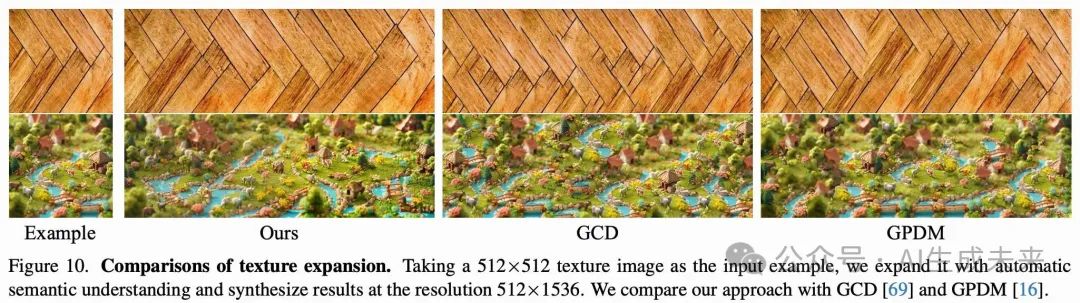 Example Ours GCD GPDM
Figure 10. Comparisons of texture expansion. Taking a 512×512 texture image as the input example, we expand it with automatic
semantic understanding and synthesize results at the resolution 512×1536. We compare our approach with GCD [69] and GPDM [16].
公众号 · AI生成未来